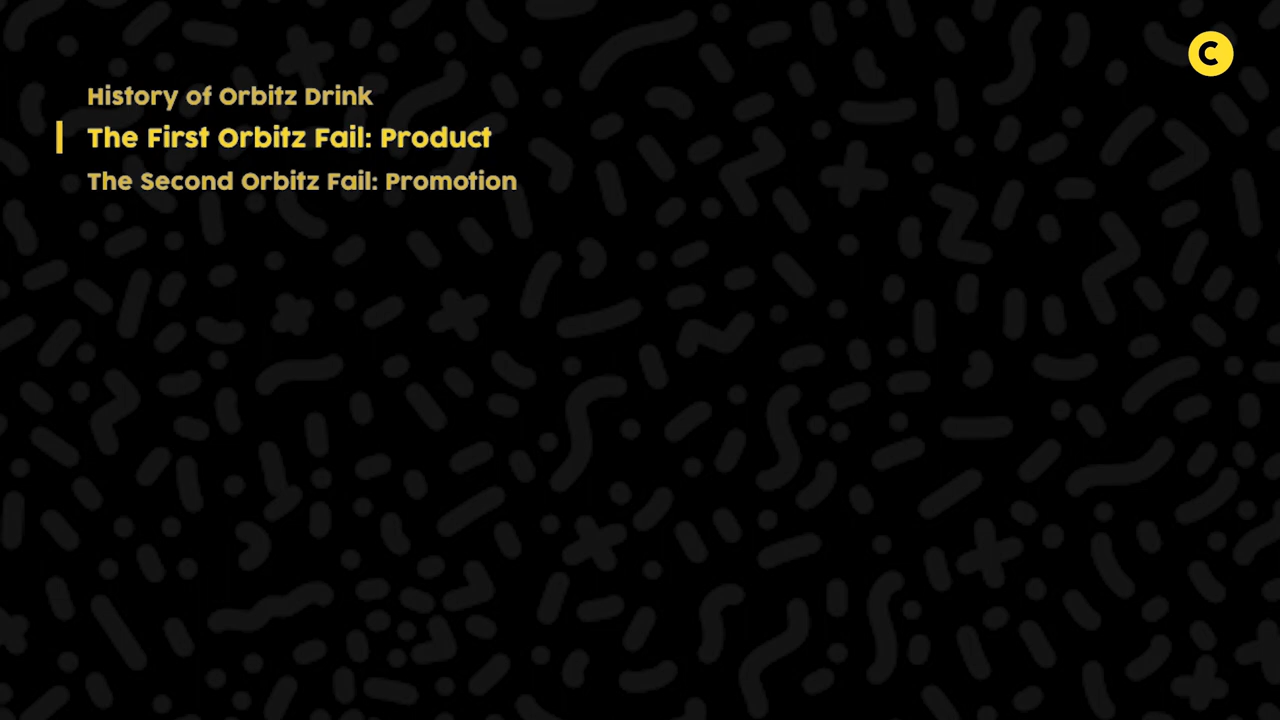 C
History of Orbitz Drink
The First Orbitz Fail: Product
The Second Orbitz Fail: Promotion